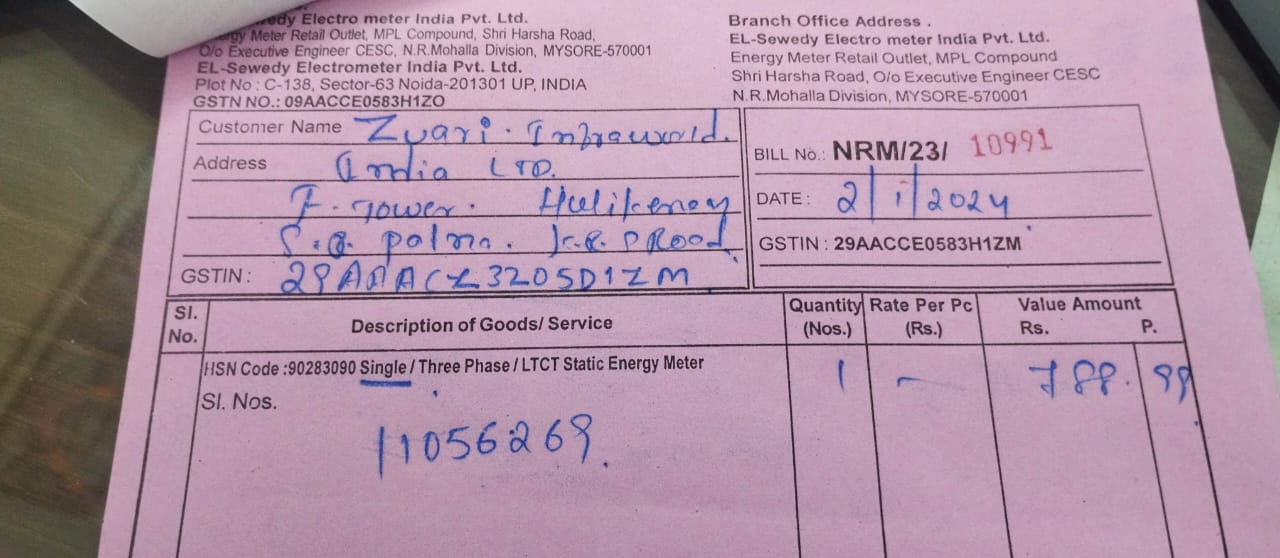 edy Electro meter India Pvt. Ltd.
Meter Retail Outlet, MPL Compound, Shri Harsha Road,
O/o Executive Engineer CESC, N.R.Mohalla Division, MYSORE-570001
EL-Sewedy Electrometer India Pvt. Ltd.
Plot No : C-138, Sector-63 Noida-201301 UP, INDIA
GSTN NO.: 09AACCE0583H1ZO
Branch Office Address .
EL-Sewedy Electro meter India Pvt. Ltd.
Energy Meter Retail Outlet, MPL Compound
Shri Harsha Road, O/o Executive Engineer CESC
N.R.Mohalla Division, MYSORE-570001
Customer Name Zuari. Infraworld.
Address India LTD.
F. Tower.
palma. Road
GSTIN : 29AAACZ3205D1ZM
BILL No.: NRM/23/ 10991
DATE : 2/1/2024
GSTIN : 29AACCE0583H1ZM
Sl. No. Description of Goods/ Service Quantity (Nos.) Rate Per Pc (Rs.) Value Amount Rs. P.
HSN Code :90283090 Single / Three Phase / LTCT Static Energy Meter 1 - 788. 99
Sl. Nos.
11056269.